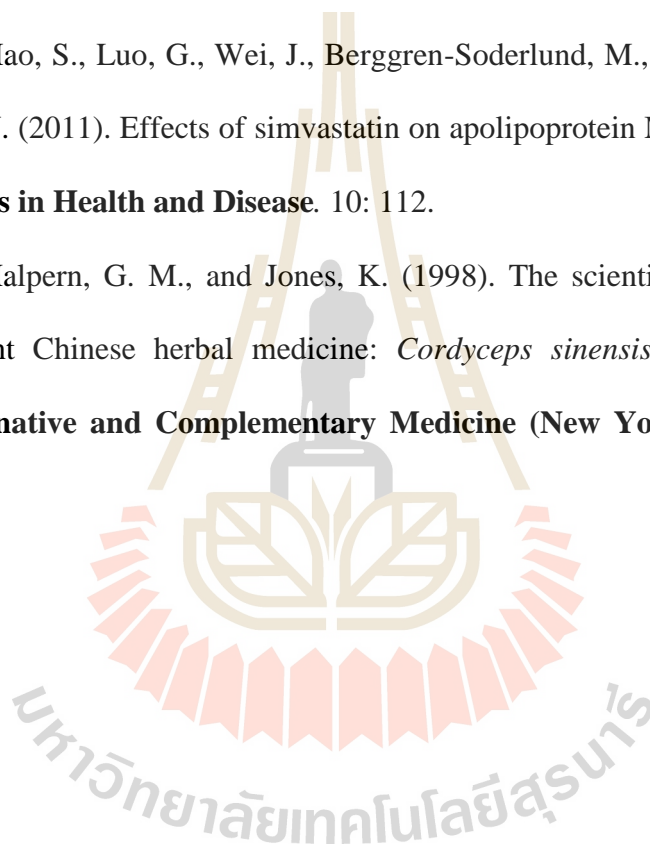 Mao, S., Luo, G., Wei, J., Berggren-Soderlund, M.,
(2011). Effects of simvastatin on apolipoprotein
s in Health and Disease. 10: 112.
Halpern, G. M., and Jones, K. (1998). The scienti
nt Chinese herbal medicine: Cordyceps sinensis
native and Complementary Medicine (New Yo
มหาวิทยาลัยเทคโนโลยีสุรนารี